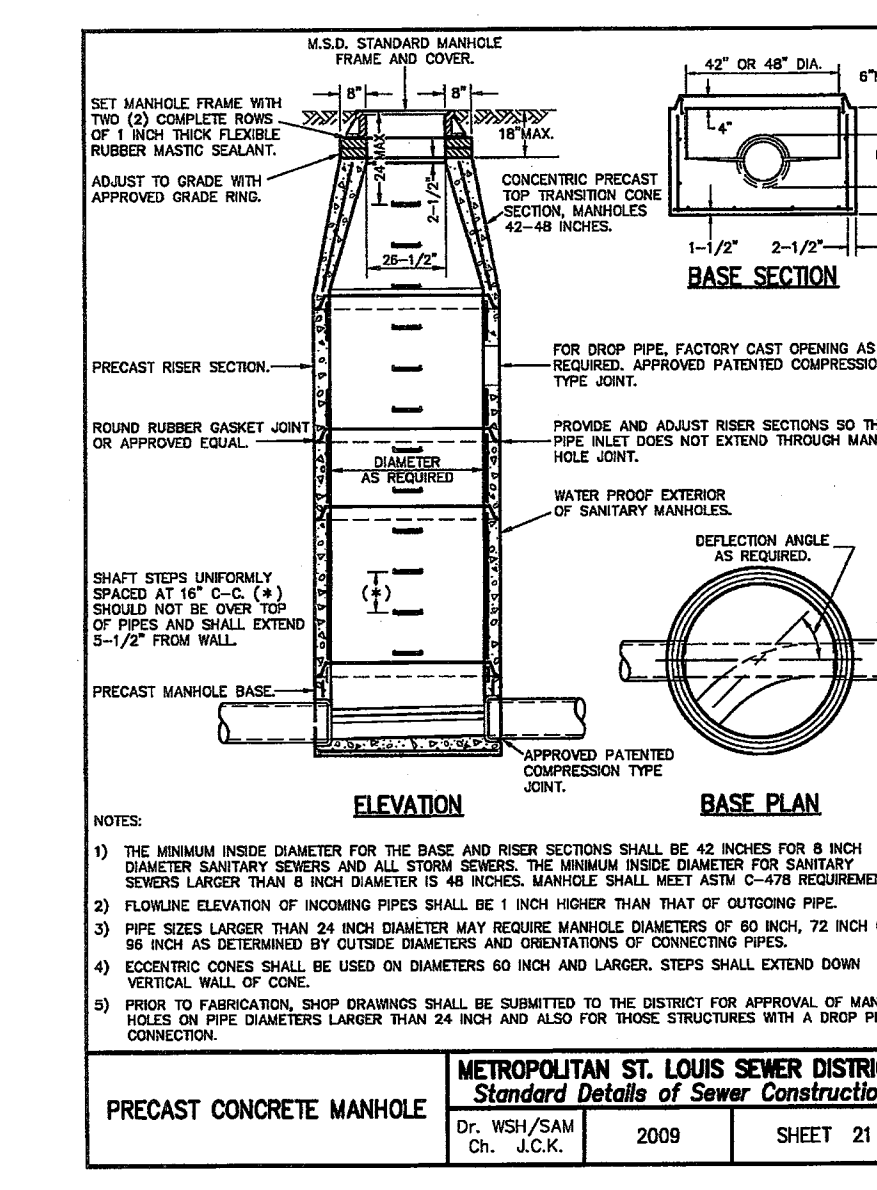 M.S.D. STANDARD MANHOLE
FRAME AND COVER.
8"
8"
SET MANHOLE FRAME WITH
TWO (2) COMPLETE ROWS
OF 1 INCH THICK FLEXIBLE
RUBBER MASTIC SEALANT.
18"MAX.
24" MAX
2-1/2"
ADJUST TO GRADE WITH
APPROVED GRADE RING.
CONCENTRIC PRECAST
TOP TRANSITION CONE
SECTION, MANHOLES
42-48 INCHES.
26-1/2"
42" OR 48" DIA.
6"
4"
1-1/2"
2-1/2"
BASE SECTION
PRECAST RISER SECTION.
FOR DROP PIPE, FACTORY CAST OPENING AS
REQUIRED. APPROVED PATENTED COMPRESSIO
TYPE JOINT.
ROUND RUBBER GASKET JOINT
OR APPROVED EQUAL.
PROVIDE AND ADJUST RISER SECTIONS SO TH
PIPE INLET DOES NOT EXTEND THROUGH MAN
HOLE JOINT.
DIAMETER
AS REQUIRED
WATER PROOF EXTERIOR
OF SANITARY MANHOLES.
DEFLECTION ANGLE
AS REQUIRED.
SHAFT STEPS UNIFORMLY
SPACED AT 16" C-C. (*)
SHOULD NOT BE OVER TOP
OF PIPES AND SHALL EXTEND
5-1/2" FROM WALL.
(*)
PRECAST MANHOLE BASE.
APPROVED PATENTED
COMPRESSION TYPE
JOINT.
ELEVATION
BASE PLAN
NOTES:
1) THE MINIMUM INSIDE DIAMETER FOR THE BASE AND RISER SECTIONS SHALL BE 42 INCHES FOR 8 INCH
DIAMETER SANITARY SEWERS AND ALL STORM SEWERS. THE MINIMUM INSIDE DIAMETER FOR SANITARY
SEWERS LARGER THAN 8 INCH DIAMETER IS 48 INCHES. MANHOLE SHALL MEET ASTM C-478 REQUIREME
2) FLOWLINE ELEVATION OF INCOMING PIPES SHALL BE 1 INCH HIGHER THAN THAT OF OUTGOING PIPE.
3) PIPE SIZES LARGER THAN 24 INCH DIAMETER MAY REQUIRE MANHOLE DIAMETERS OF 60 INCH, 72 INCH
96 INCH AS DETERMINED BY OUTSIDE DIAMETERS AND ORIENTATIONS OF CONNECTING PIPES.
4) ECCENTRIC CONES SHALL BE USED ON DIAMETERS 60 INCH AND LARGER. STEPS SHALL EXTEND DOWN
VERTICAL WALL OF CONE.
5) PRIOR TO FABRICATION, SHOP DRAWINGS SHALL BE SUBMITTED TO THE DISTRICT FOR APPROVAL OF MAN
HOLES ON PIPE DIAMETERS LARGER THAN 24 INCH AND ALSO FOR THOSE STRUCTURES WITH A DROP PI
CONNECTION.
PRECAST CONCRETE MANHOLE
METROPOLITAN ST. LOUIS SEWER DISTRI
Standard Details of Sewer Constructio
Dr. WSH/SAM
Ch. J.C.K.
2009
SHEET 21